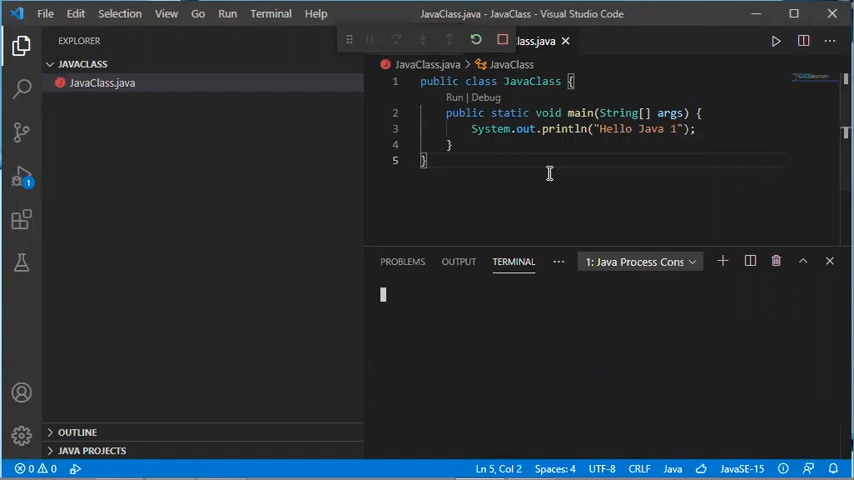 File Edit Selection View Go Run Terminal Help
JavaClass.java - JavaClass - Visual Studio Code
EXPLORER
JAVACLASS
JavaClass.java
1
lass.java
JavaClass.java > JavaClass
1 public class JavaClass {
Run | Debug
2 public static void main(String[] args) {
3 System.out.println("Hello Java 1");
4 }
5 }
PROBLEMS OUTPUT TERMINAL ... 1: Java Process Cons
OUTLINE
JAVA PROJECTS
0 0 Ln 5, Col 2 Spaces: 4 UTF-8 CRLF Java JavaSE-15